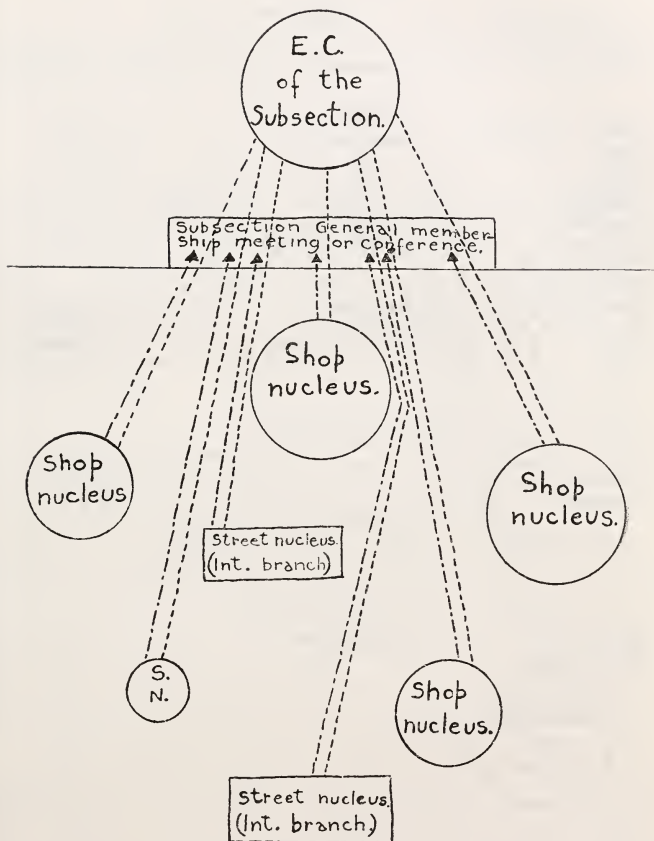 E.C.
of the
Subsection.
Subsection General member-
ship meeting or Conference.
Shop
nucleus.
Shop
nucleus
Shop
nucleus.
Street nucleus.
(Int. branch)
S.
N.
Shop
nucleus.
Street nucleus.
(Int. branch.)